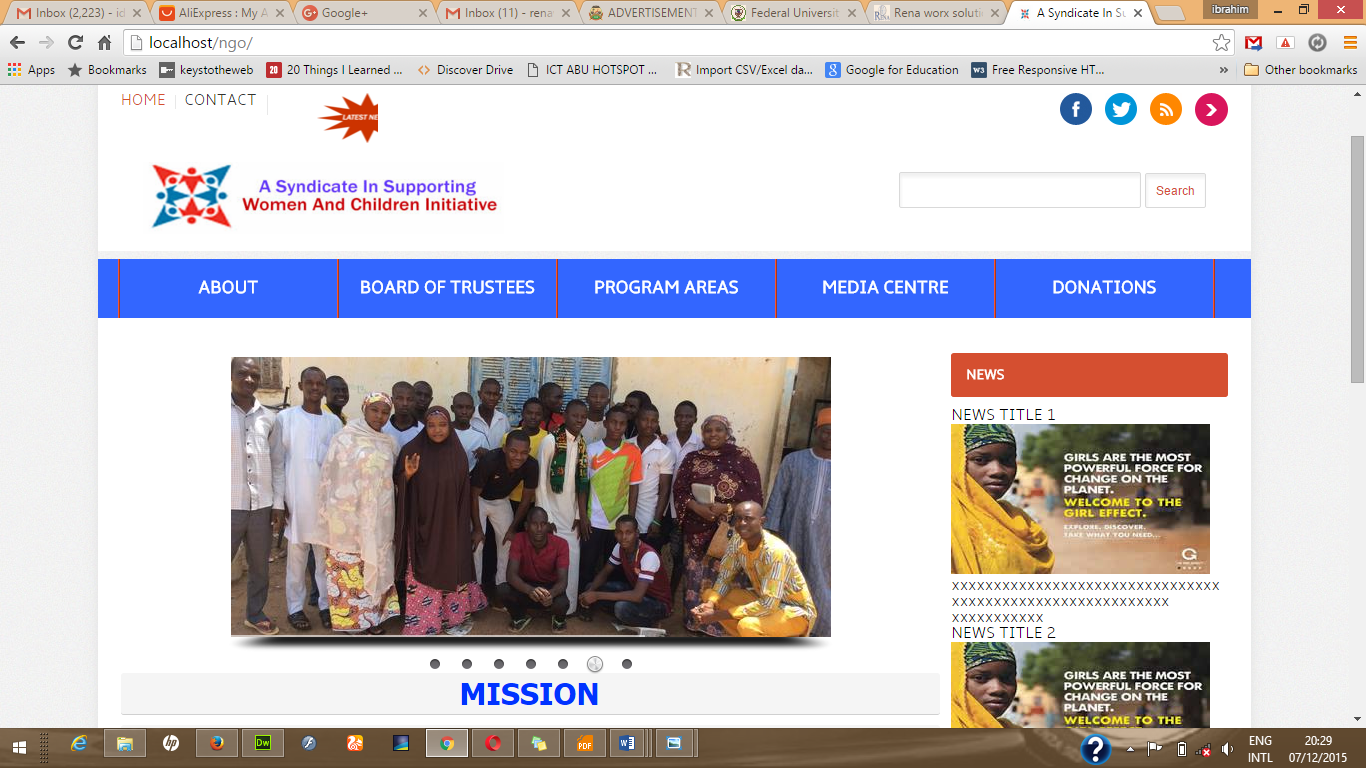 Inbox (2,223) - id
AliExpress : My A
Google+
Inbox (11) - rena
ADVERTISEMENT
Federal Universit
Rena worx soluti
A Syndicate In Su
ibrahim
localhost/ngo/
Apps
Bookmarks
keystotheweb
20 Things I Learned ...
Discover Drive
ICT ABU HOTSPOT ...
Import CSV/Excel da...
Google for Education
Free Responsive HT...
» Other bookmarks
HOME
CONTACT
LATEST NE
A Syndicate In Supporting
Women And Children Initiative
Search
ABOUT
BOARD OF TRUSTEES
PROGRAM AREAS
MEDIA CENTRE
DONATIONS
NEWS
NEWS TITLE 1
GIRLS ARE THE MOST
POWERFUL FORCE FOR
CHANGE ON THE
PLANET.
WELCOME TO THE
GIRL EFFECT.
EXPLORE. DISCOVER.
TAKE WHAT YOU NEED...
XXXXXXXXXXXXXXXXXXXXXXXXXXXXXXXX
XXXXXXXXXXXXXXXXXXXXXXXXXX
XXXXXXXXXXX
NEWS TITLE 2
GIRLS ARE THE MOST
POWERFUL FORCE FOR
CHANGE ON THE
PLANET.
WELCOME TO THE
MISSION
ENG
INTL
20:29
07/12/2015